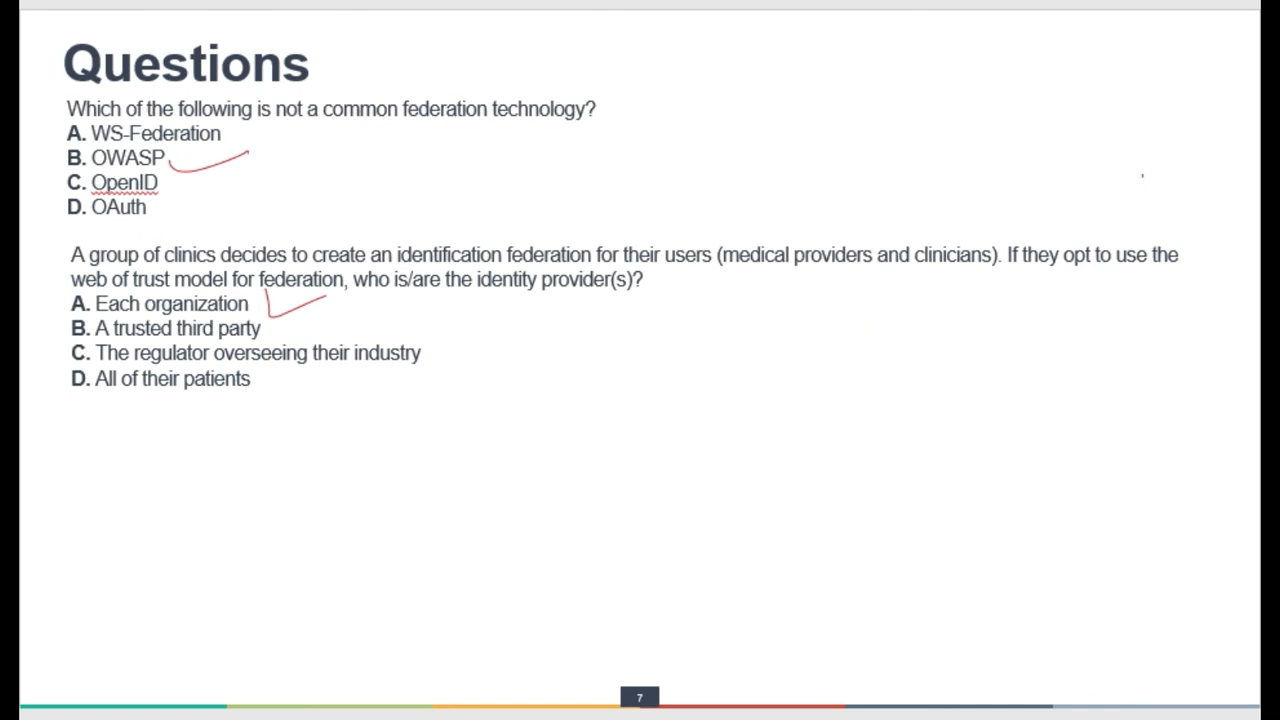 Questions
Which of the following is not a common federation technology?
A. WS-Federation
B. OWASP
C. OpenID
D. OAuth
A group of clinics decides to create an identification federation for their users (medical providers and clinicians). If they opt to use the
web of trust model for federation, who is/are the identity provider(s)?
A. Each organization
B. A trusted third party
C. The regulator overseeing their industry
D. All of their patients
7